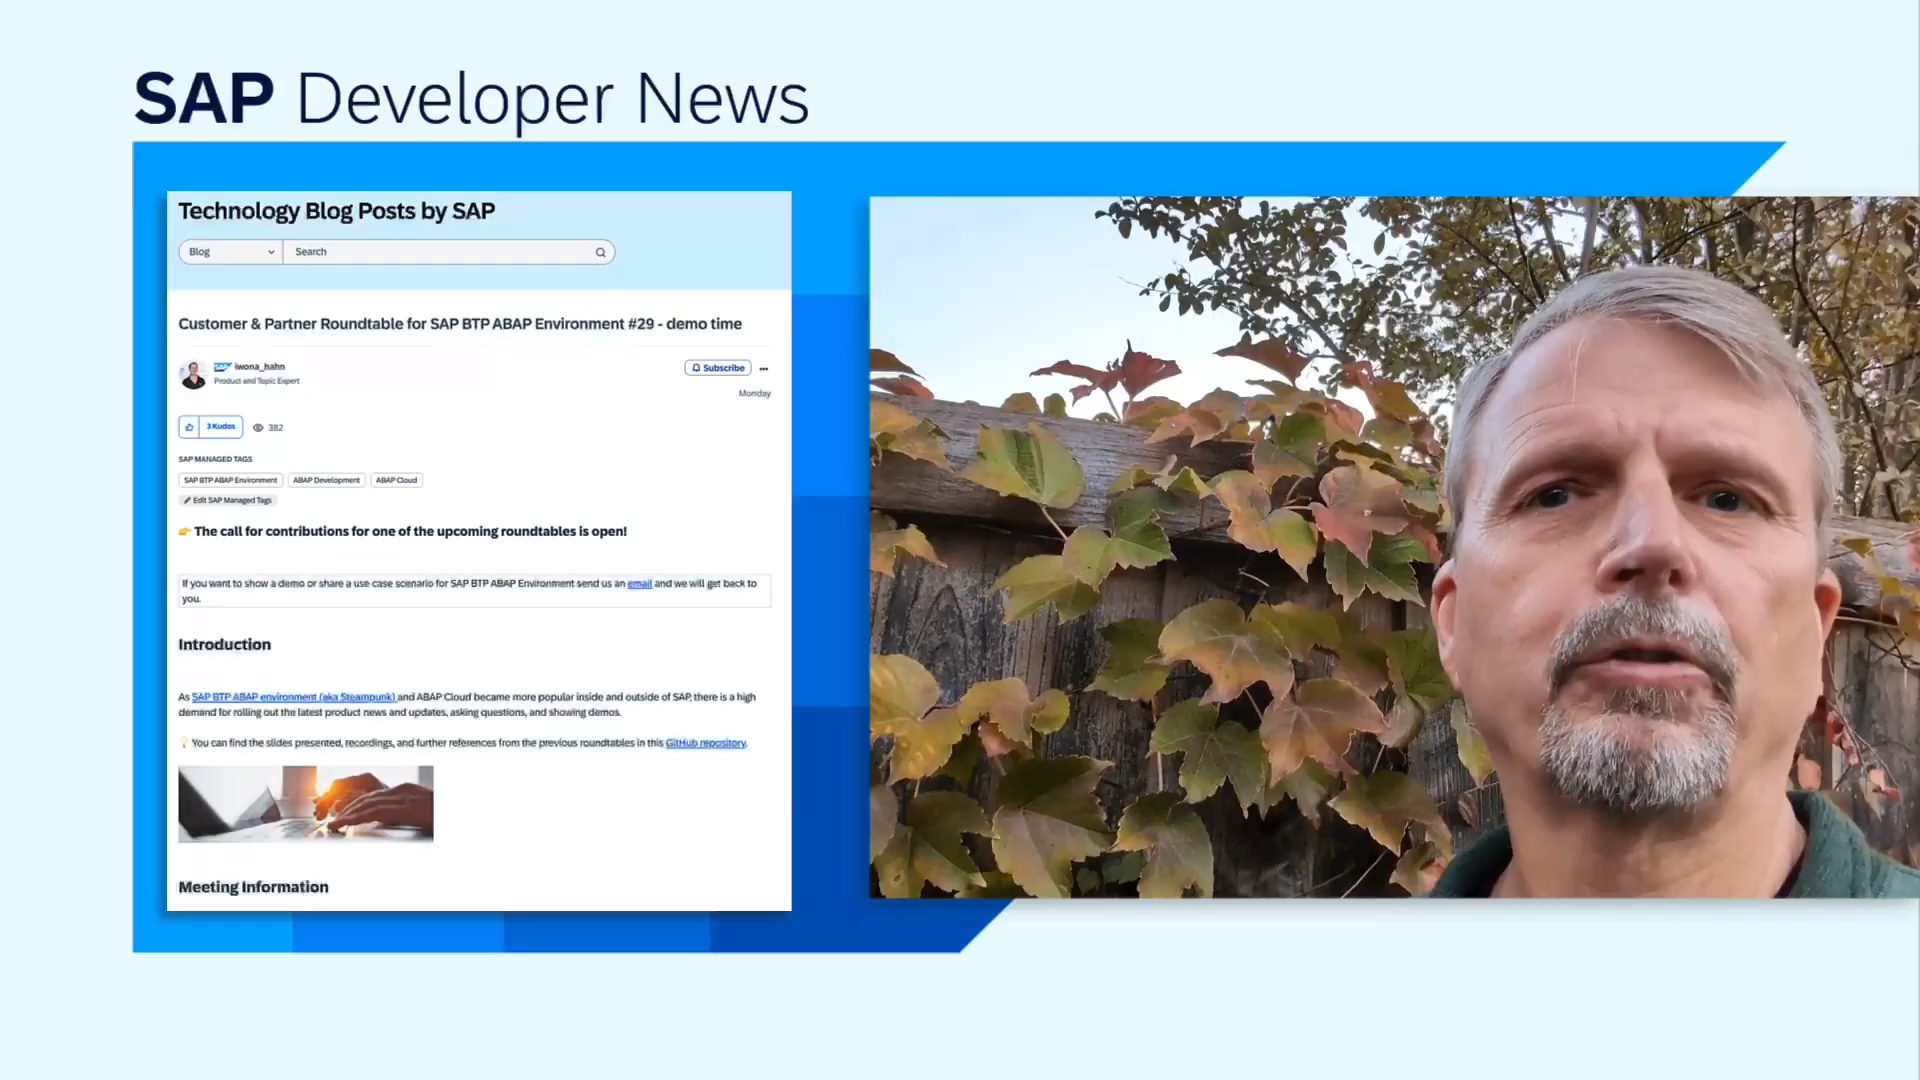 SAP Developer News
Technology Blog Posts by SAP
Blog
Search
Customer & Partner Roundtable for SAP BTP ABAP Environment #29 - demo time
SAP iwona_hahn
Product and Topic Expert
Subscribe
Monday
3 Kudos
382
SAP MANAGED TAGS
SAP BTP ABAP Environment
ABAP Development
ABAP Cloud
Edit SAP Managed Tags
👉 The call for contributions for one of the upcoming roundtables is open!
If you want to show a demo or share a use case scenario for SAP BTP ABAP Environment send us an email and we will get back to
you.
Introduction
As SAP BTP ABAP environment (aka Steampunk) and ABAP Cloud became more popular inside and outside of SAP, there is a high
demand for rolling out the latest product news and updates, asking questions, and showing demos.
💡 You can find the slides presented, recordings, and further references from the previous roundtables in this GitHub repository.
Meeting Information